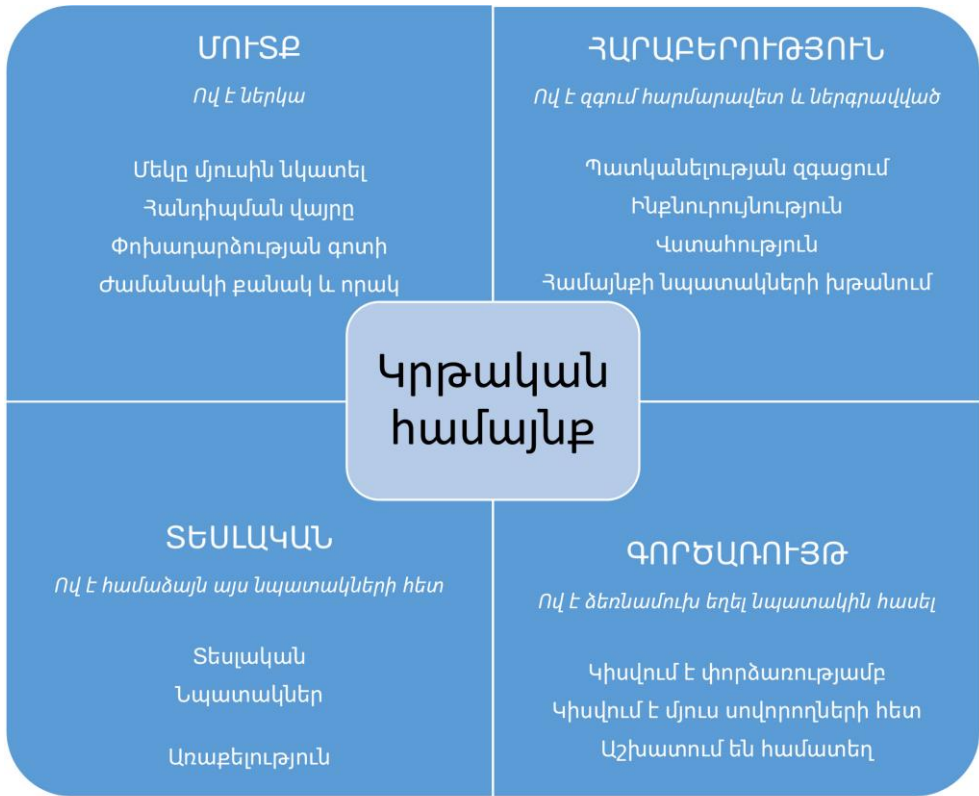 ՄՈՒՏՔ
Ով է ներկա
Մեկը մյուսին նկատել
Հանդիպման վայրը
Փոխադարձության գոտի
Ժամանակի քանակ և որակ
ՀԱՐԱԲԵՐՈՒԹՅՈՒՆ
Ով է զգում հարմարավետ և ներգրավված
Պատկանելության զգացում
Ինքնուրույնություն
Վստահություն
Համայնքի նպատակների խթանում
Կրթական
համայնք
ՏԵՍԼԱԿԱՆ
Ով է համաձայն այս նպատակների հետ
Տեսլական
Նպատակներ
Առաքելություն
ԳՈՐԾԱՌՈՒՅԹ
Ով է ձեռնամուխ եղել նպատակին հասել
Կիսվում է փորձառությամբ
Կիսվում է մյուս սովորողների հետ
Աշխատում են համատեղ